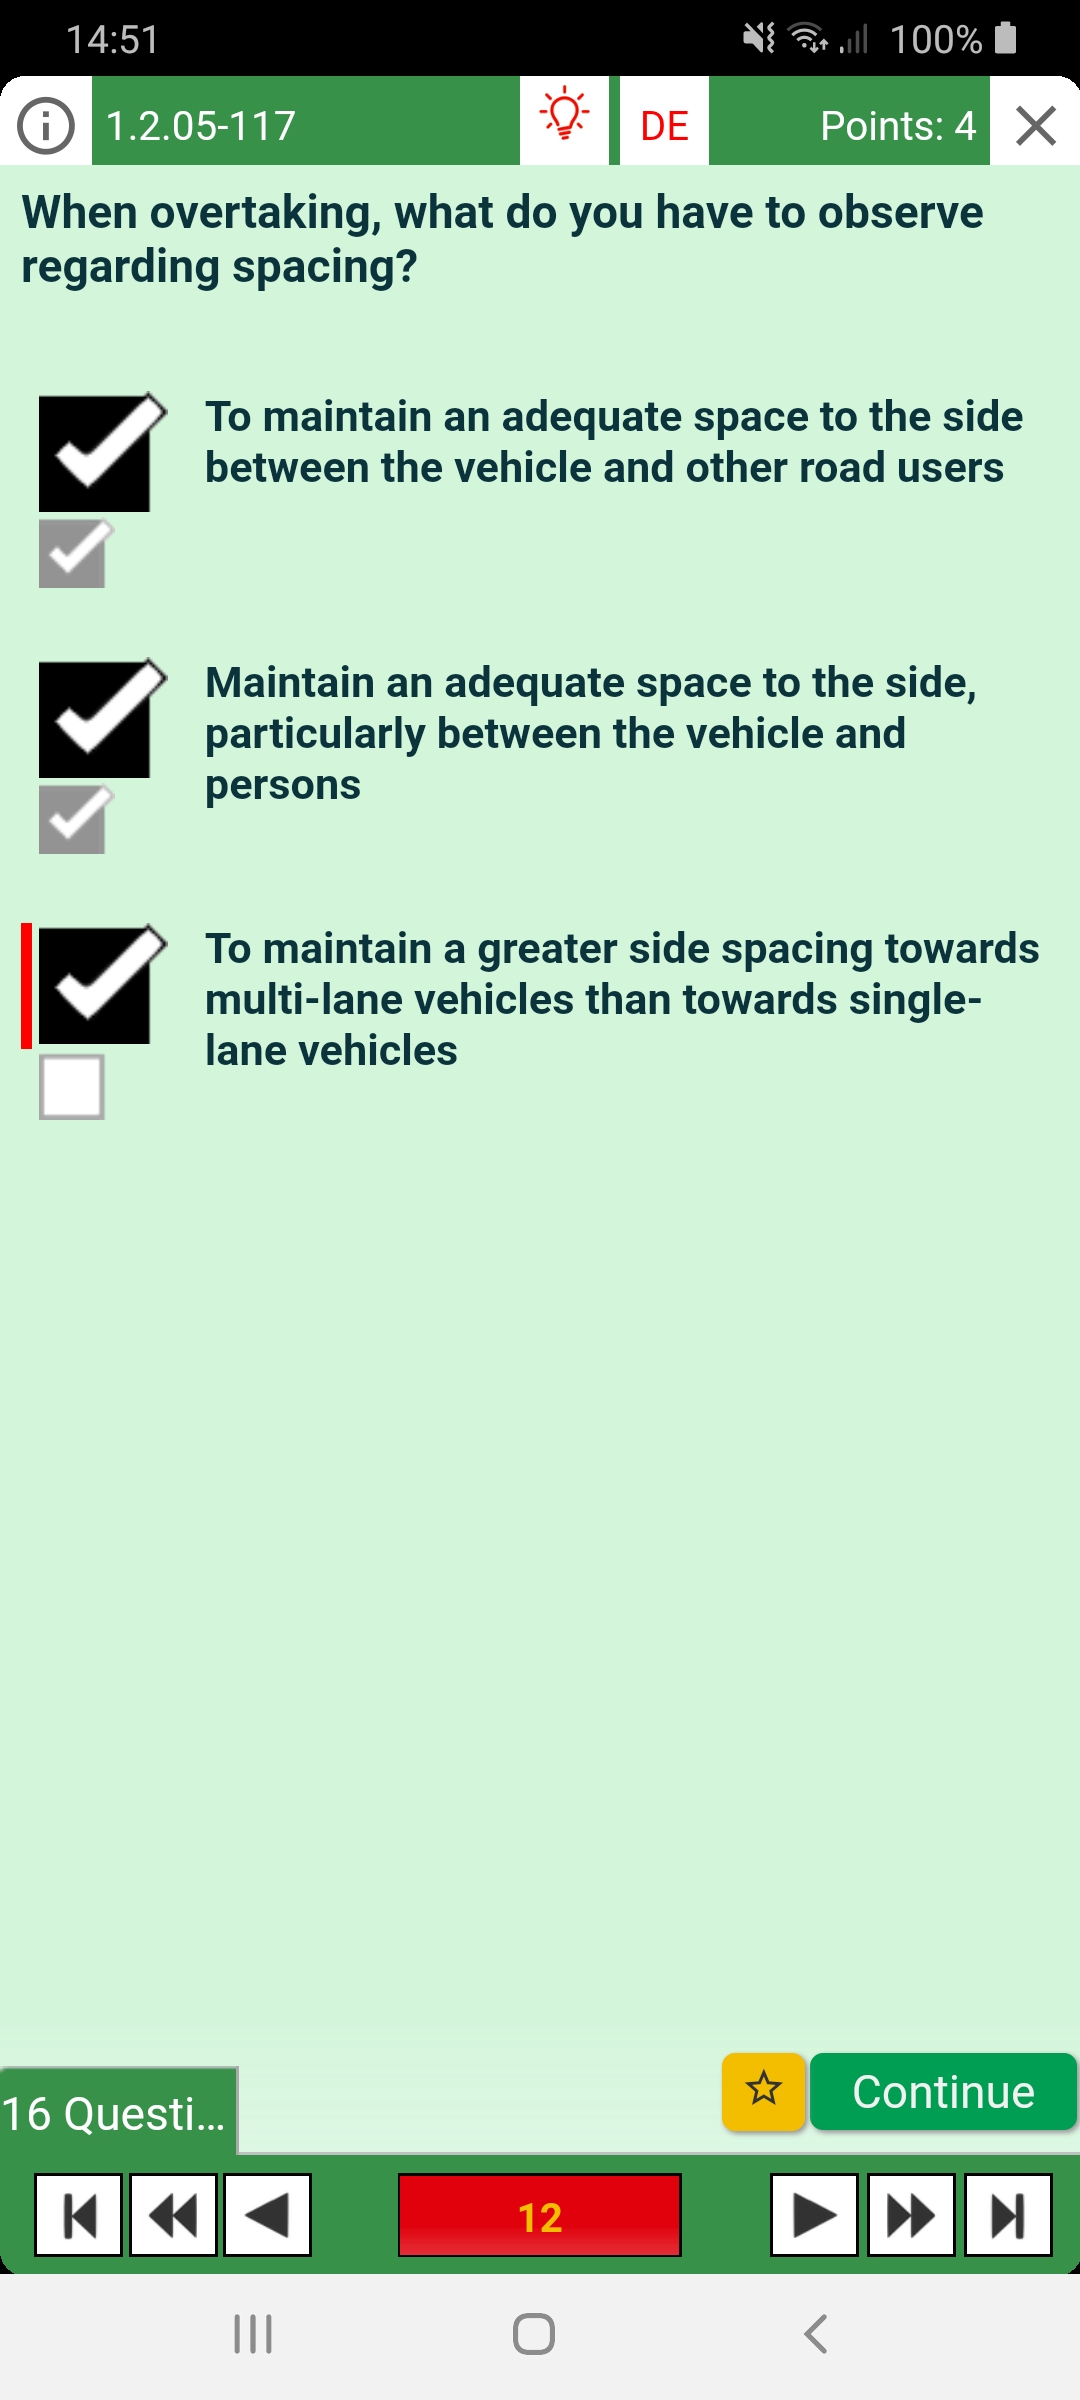 14:51
100%
1.2.05-117
DE
Points: 4
When overtaking, what do you have to observe
regarding spacing?
To maintain an adequate space to the side
between the vehicle and other road users
Maintain an adequate space to the side,
particularly between the vehicle and
persons
To maintain a greater side spacing towards
multi-lane vehicles than towards single-
lane vehicles
16 Questi...
Continue
12